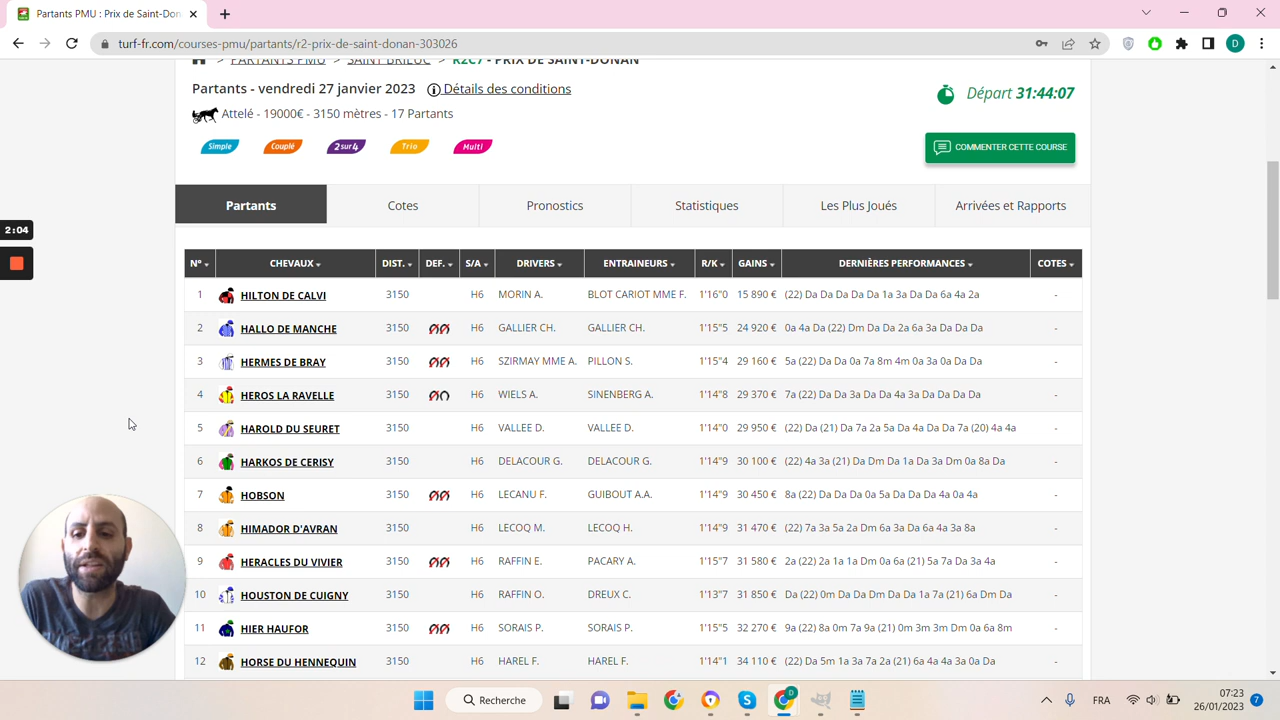 Partants PMU : Prix de Saint-Don
turf-fr.com/courses-pmu/partants/r2-prix-de-saint-donan-303026
D
> PARTANTS PMU > SAINT BRIEUC > R2C7 - PRIX DE SAINT-DONAN
Partants - vendredi 27 janvier 2023 Détails des conditions
Départ 31:44:07
Attelé - 19000€ - 3150 mètres - 17 Partants
Simple Couplé 2sur4 Trio Multi
COMMENTER CETTE COURSE
Partants Cotes Pronostics Statistiques Les Plus Joués Arrivées et Rapports
2:04
N° CHEVAUX DIST. DEF. S/A DRIVERS ENTRAINEURS R/K GAINS DERNIÈRES PERFORMANCES COTES
1 HILTON DE CALVI 3150 H6 MORIN A. BLOT CARIOT MME F. 1'16"0 15 890 € (22) Da Da Da Da Da 1a 3a Da Da 6a 4a 2a -
2 HALLO DE MANCHE 3150 H6 GALLIER CH. GALLIER CH. 1'15"5 24 920 € 0a 4a Da (22) Dm Da Da 2a 6a 3a Da Da Da -
3 HERMES DE BRAY 3150 H6 SZIRMAY MME A. PILLON S. 1'15"4 29 160 € 5a (22) Da Da 0a 7a 8m 4m 0a 3a 0a Da Da -
4 HEROS LA RAVELLE 3150 H6 WIELS A. SINENBERG A. 1'14"8 29 370 € 7a (22) Da Da 3a Da Da 4a 3a Da Da Da Da -
5 HAROLD DU SEURET 3150 H6 VALLEE D. VALLEE D. 1'14"0 29 950 € (22) Da (21) Da 7a 2a 5a Da 4a Da Da 7a (20) 4a 4a -
6 HARKOS DE CERISY 3150 H6 DELACOUR G. DELACOUR G. 1'14"9 30 100 € (22) 4a 3a (21) Da Dm Da 1a Da 3a Dm 0a 8a Da -
7 HOBSON 3150 H6 LECANU F. GUIBOUT A.A. 1'14"9 30 450 € 8a (22) Da Da Da 0a 5a Da Da Da 4a 0a 4a -
8 HIMADOR D'AVRAN 3150 H6 LECOQ M. LECOQ H. 1'14"9 31 470 € (22) 7a 3a 5a 2a Dm 6a 3a Da 6a 4a 3a 8a -
9 HERACLES DU VIVIER 3150 H6 RAFFIN E. PACARY A. 1'15"7 31 580 € 2a (22) 2a 1a 1a Da 0a 6a (21) 5a 7a Da 3a 4a -
10 HOUSTON DE CUIGNY 3150 H6 RAFFIN O. DREUX C. 1'13"7 31 850 € Da (22) 0m Da Da Dm Da Da 1a 7a (21) 6a Dm Da -
11 HIER HAUFOR 3150 H6 SORAIS P. SORAIS P. 1'15"5 32 270 € 9a (22) 8a 0m 7a 9a (21) 0m 3m 3m Dm 0a 6a 8m -
12 HORSE DU HENNEQUIN 3150 H6 HAREL F. HAREL F. 1'14"1 34 110 € (22) Da 5m 1a 3a 7a 2a (21) 6a 4a 4a 3a 0a Da -
Recherche
D
FRA
07:23
26/01/2023
7